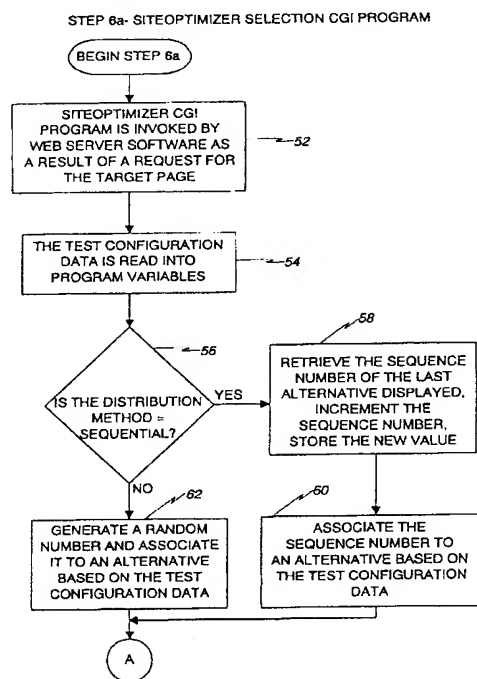 STEP 6a- SITEOPTIMIZER SELECTION CGI PROGRAM
BEGIN STEP 6a
SITEOPTIMIZER CGI
PROGRAM IS INVOKED BY
WEB SERVER SOFTWARE AS
A RESULT OF A REQUEST FOR
THE TARGET PAGE
52
THE TEST CONFIGURATION
DATA IS READ INTO
PROGRAM VARIABLES
54
56
IS THE DISTRIBUTION
METHOD =
SEQUENTIAL?
YES
58
RETRIEVE THE SEQUENCE
NUMBER OF THE LAST
ALTERNATIVE DISPLAYED,
INCREMENT THE
SEQUENCE NUMBER,
STORE THE NEW VALUE
NO
62
GENERATE A RANDOM
NUMBER AND ASSOCIATE
IT TO AN ALTERNATIVE
BASED ON THE TEST
CONFIGURATION DATA
60
ASSOCIATE THE
SEQUENCE NUMBER TO
AN ALTERNATIVE BASED ON
THE TEST CONFIGURATION
DATA
A